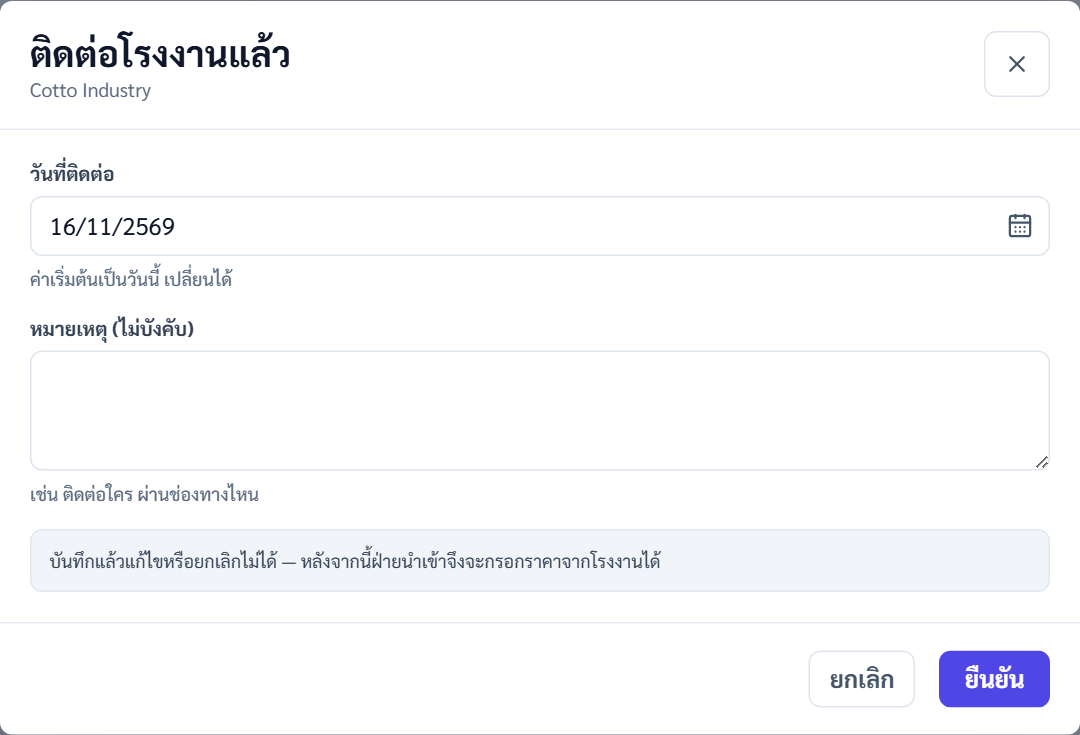 ติดต่อโรงงานแล้ว
Cotto Industry
วันที่ติดต่อ
16/11/2569
ค่าเริ่มต้นเป็นวันนี้ เปลี่ยนได้
หมายเหตุ (ไม่บังคับ)
เช่น ติดต่อใคร ผ่านช่องทางไหน
บันทึกแล้วแก้ไขหรือยกเลิกไม่ได้ — หลังจากนี้ฝ่ายนำเข้าจึงจะกรอกราคาจากโรงงานได้
ยกเลิก
ยืนยัน